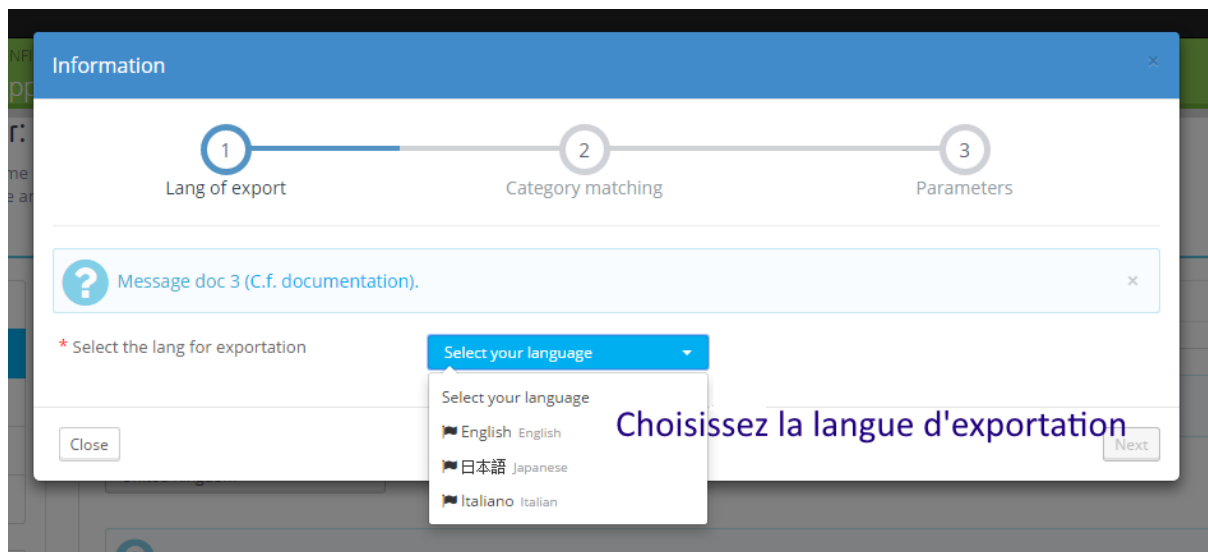 Information
×
1
2
3
Lang of export
Category matching
Parameters
Message doc 3 (C.f. documentation).
×
* Select the lang for exportation
Select your language
Select your language
English English
日本語 Japanese
Italiano Italian
Choisissez la langue d'exportation
Close
Next